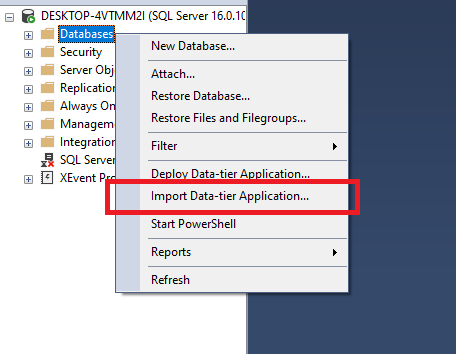 DESKTOP-4VTMM2I (SQL Server 16.0.10
Databases
Security
Server Obj
Replication
Always On
Managem
Integration
SQL Server
XEvent Pro
New Database...
Attach...
Restore Database...
Restore Files and Filegroups...
Filter
Deploy Data-tier Application...
Import Data-tier Application...
Start PowerShell
Reports
Refresh